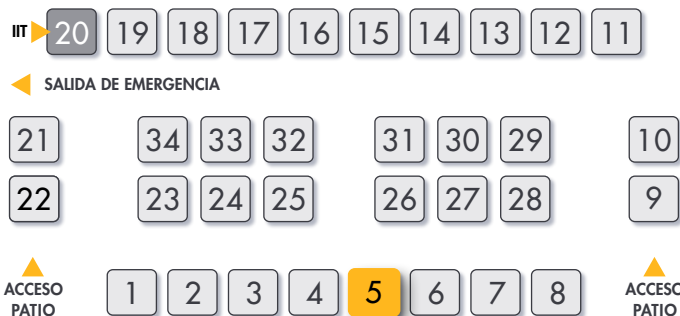 IIT 20 19 18 17 16 15 14 13 12 11
SALIDA DE EMERGENCIA
21 34 33 32 31 30 29 10
22 23 24 25 26 27 28 9
ACCESO PATIO 1 2 3 4 5 6 7 8 ACCESO PATIO